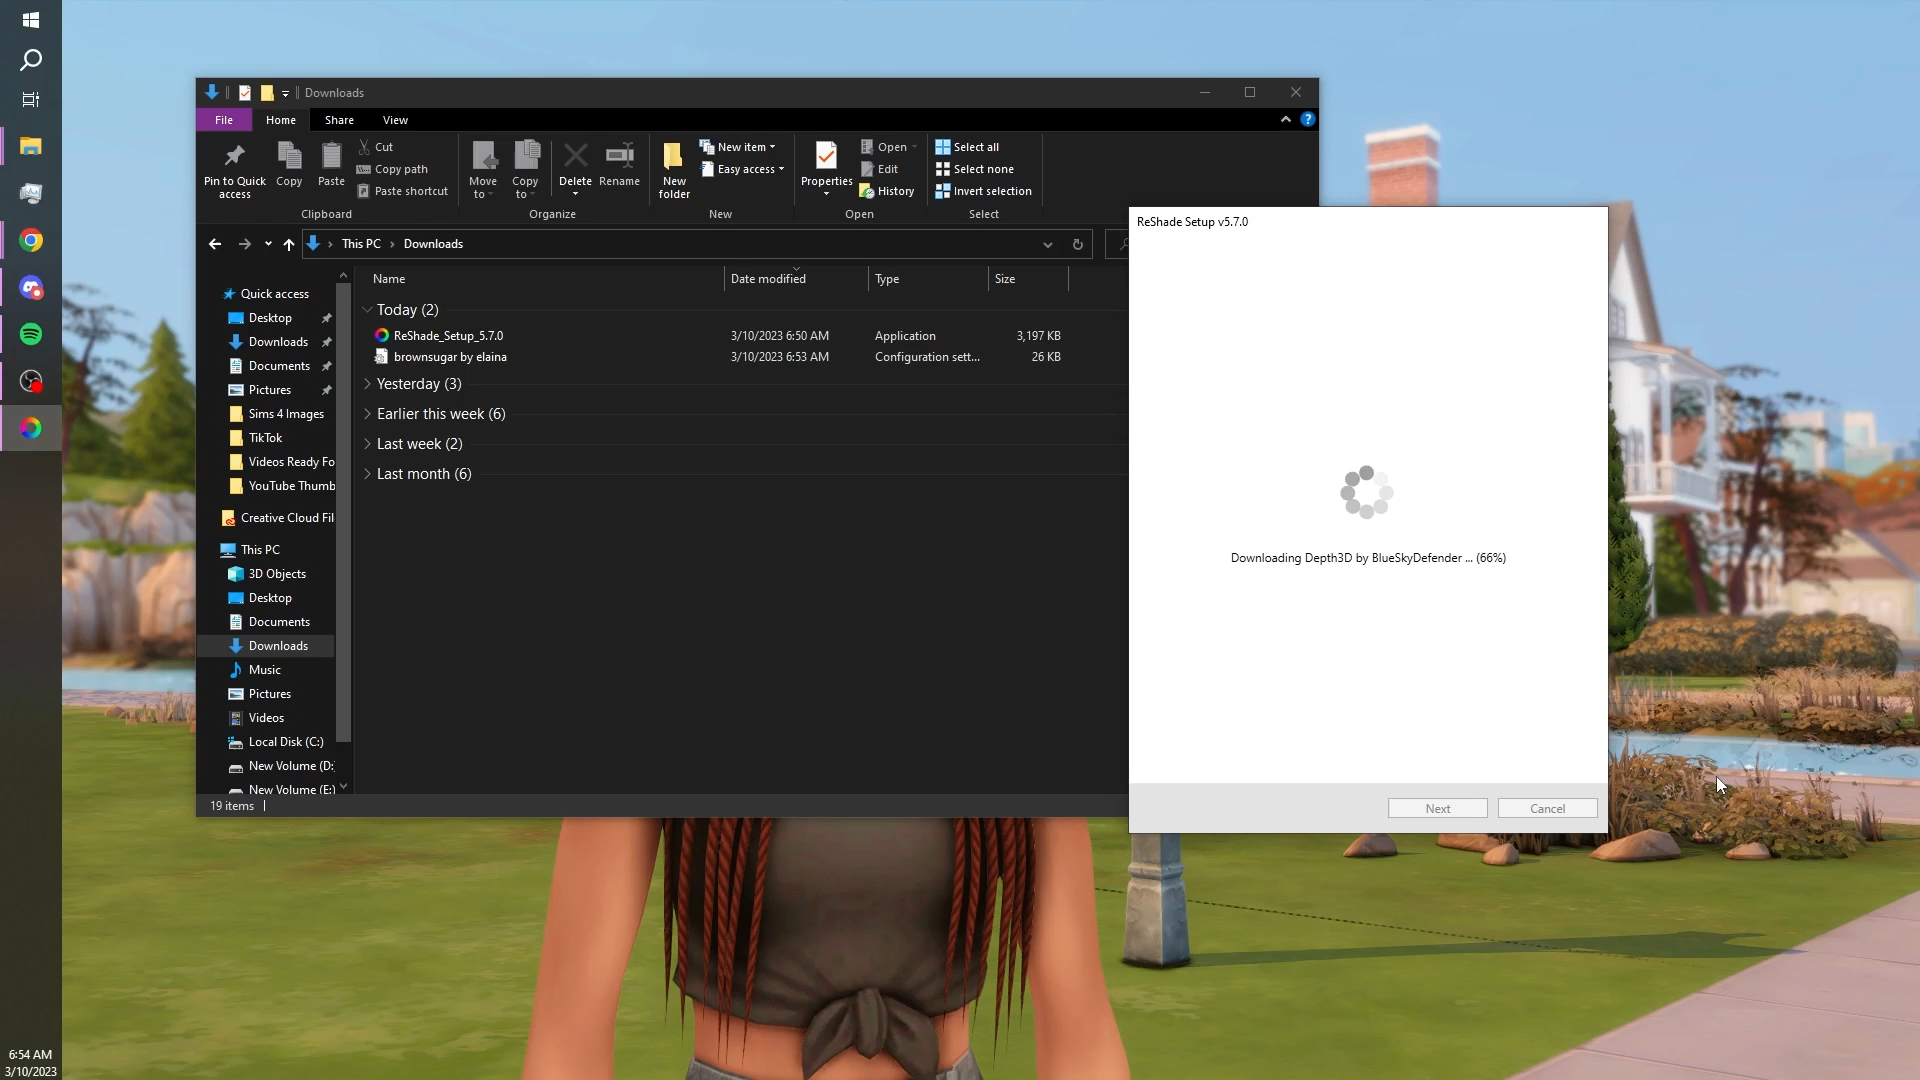 Downloads
File
Home
Share
View
Pin to Quick access
Copy
Paste
Cut
Copy path
Paste shortcut
Clipboard
Move to
Copy to
Delete
Rename
Organize
New folder
New item
Easy access
New
Properties
Open
Edit
History
Open
Select all
Select none
Invert selection
Select
This PC
Downloads
Name
Date modified
Type
Size
Today (2)
ReShade_Setup_5.7.0 3/10/2023 6:50 AM Application 3,197 KB
brownsugar by elaina 3/10/2023 6:53 AM Configuration sett... 26 KB
Yesterday (3)
Earlier this week (6)
Last week (2)
Last month (6)
Quick access
Desktop
Downloads
Documents
Pictures
Sims 4 Images
TikTok
Videos Ready Fo
YouTube Thumb
Creative Cloud Fil
This PC
3D Objects
Desktop
Documents
Downloads
Music
Pictures
Videos
Local Disk (C:)
New Volume (D:
New Volume (E:)
19 items
ReShade Setup v5.7.0
Downloading Depth3D by BlueSkyDefender ... (66%)
Next
Cancel
6:54 AM
3/10/2023